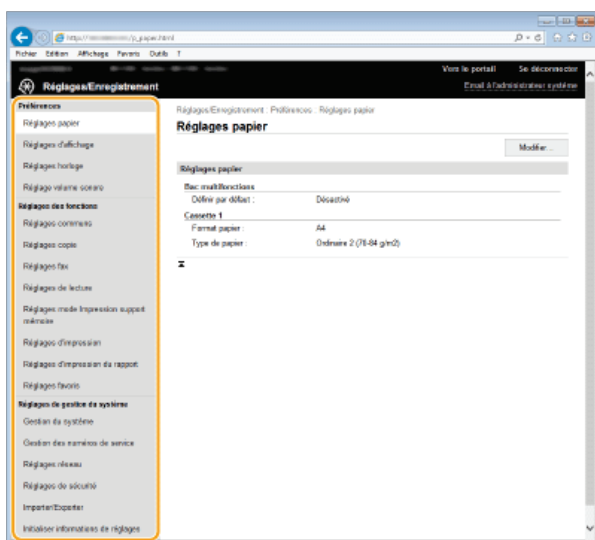 http://
/p_paper.html
Fichier Edition Affichage Favoris Outils ?
Vers le portail Se déconnecter
Réglages/Enregistrement
Email à l'administrateur système
Préférences
Réglages papier
Réglages d'affichage
Réglages horloge
Réglage volume sonore
Réglages des fonctions
Réglages communs
Réglages copie
Réglages fax
Réglages de lecture
Réglages mode Impression support
mémoire
Réglages d'impression
Réglages d'impression du rapport
Réglages favoris
Réglages de gestion du système
Gestion du système
Gestion des numéros de service
Réglages réseau
Réglages de sécurité
Importer/Exporter
Initialiser informations de réglages
Réglages/Enregistrement : Préférences : Réglages papier
Réglages papier
Modifier...
Réglages papier
Bac multifonctions
Définir par défaut : Désactivé
Cassette 1
Format papier : A4
Type de papier : Ordinaire 2 (76-84 g/m2)